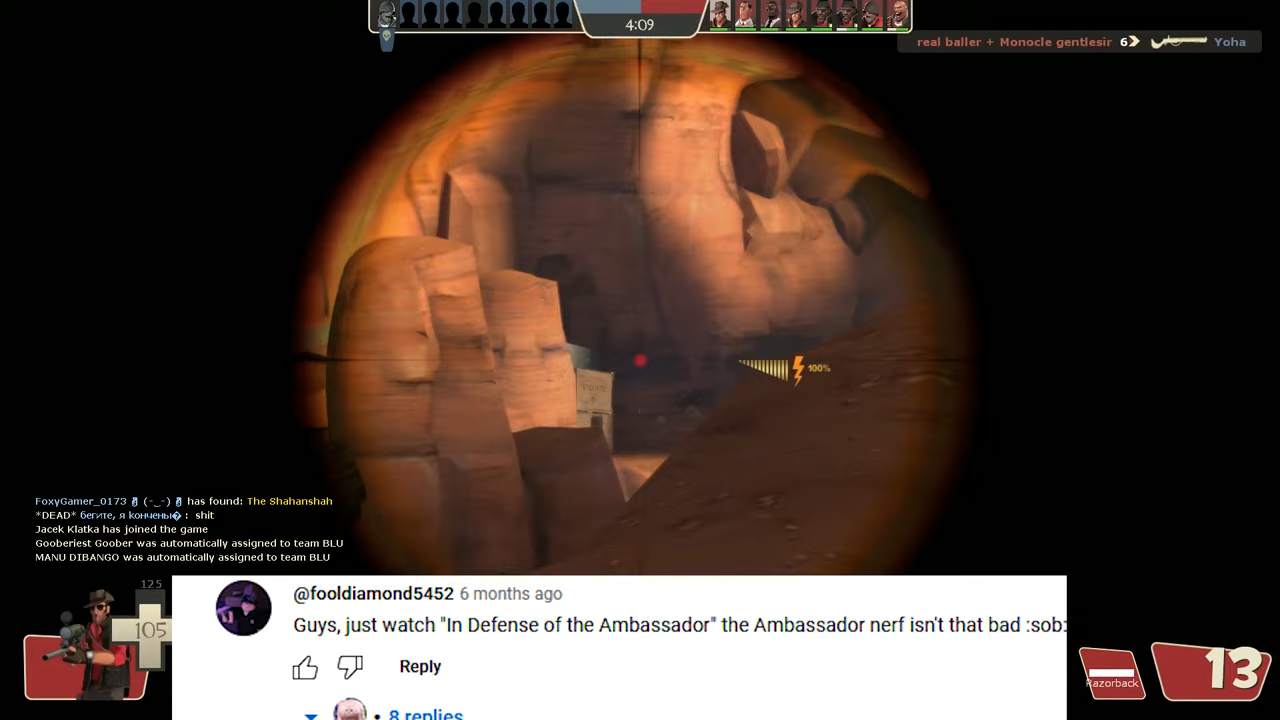 4:09
real baller + Monocle gentlesir 6 Yoha
100%
FoxyGamer_0173 (-_-) has found: The Shahanshah
*DEAD* бегите, я конченый� : shit
Jacek Klatka has joined the game
Gooberiest Goober was automatically assigned to team BLU
MANU DIBANGO was automatically assigned to team BLU
125
105
@fooldiamond5452 6 months ago
Guys, just watch "In Defense of the Ambassador" the Ambassador nerf isn't that bad :sob:
Reply
8 replies
Razorback
13